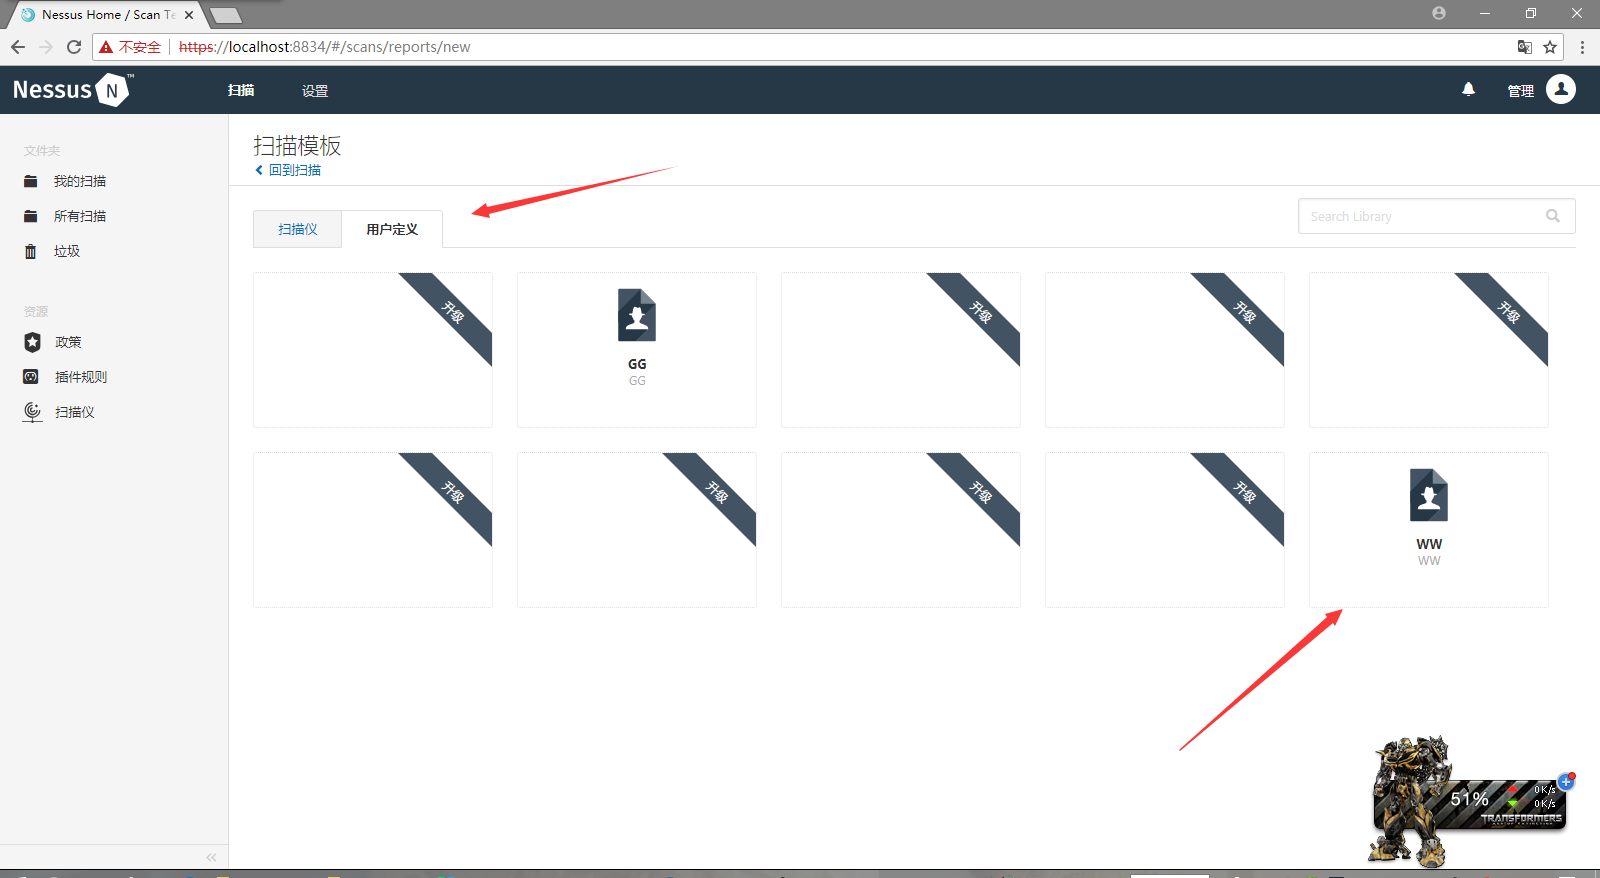 Nessus Home / Scan Te
不安全 https://localhost:8834/#/scans/reports/new
Nessus N ™
扫描
设置
管理
文件夹
我的扫描
所有扫描
垃圾
资源
政策
插件规则
扫描仪
扫描模板
回到扫描
扫描仪
用户定义
Search Library
升级
GG
GG
升级
升级
升级
升级
升级
升级
升级
WW
WW
51%
0K/s
0K/s
TRANSFORMERS